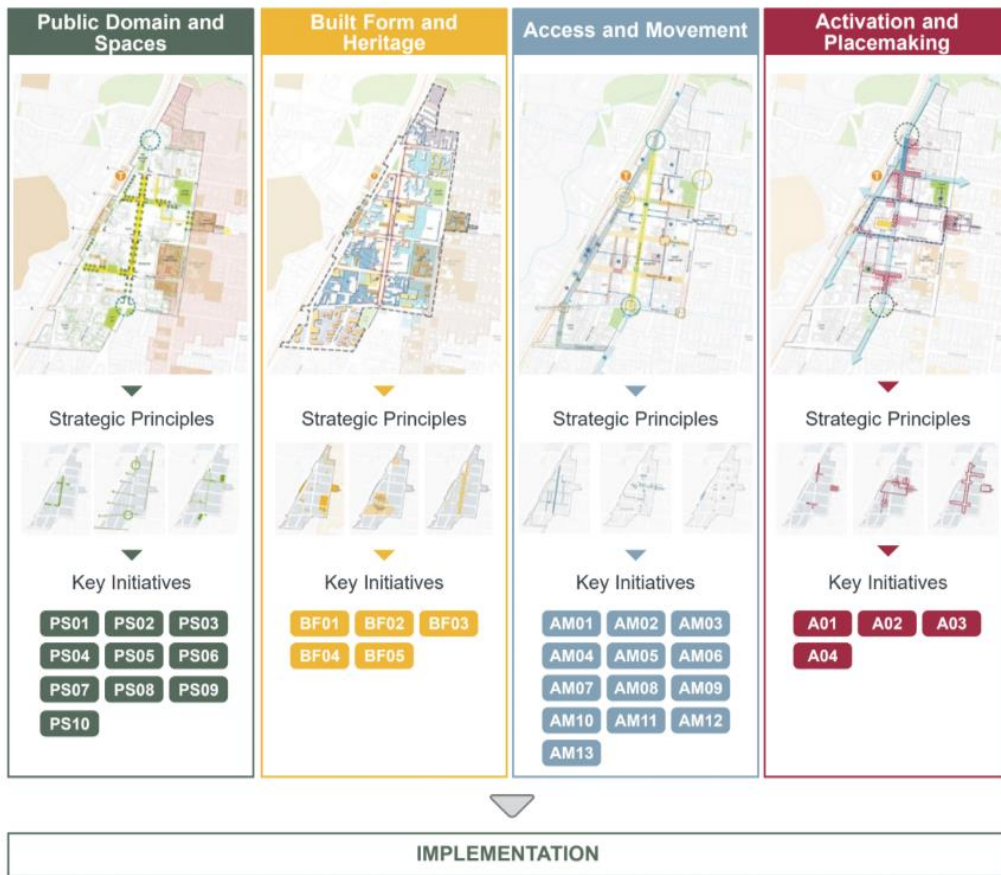 Public Domain and
Spaces
Strategic Principles
Key Initiatives
PS01 PS02 PS03
PS04 PS05 PS06
PS07 PS08 PS09
PS10
Built Form and
Heritage
Strategic Principles
Key Initiatives
BF01 BF02 BF03
BF04 BF05
Access and Movement
Strategic Principles
Key Initiatives
AM01 AM02 AM03
AM04 AM05 AM06
AM07 AM08 AM09
AM10 AM11 AM12
AM13
Activation and
Placemaking
Strategic Principles
Key Initiatives
A01 A02 A03
A04
IMPLEMENTATION